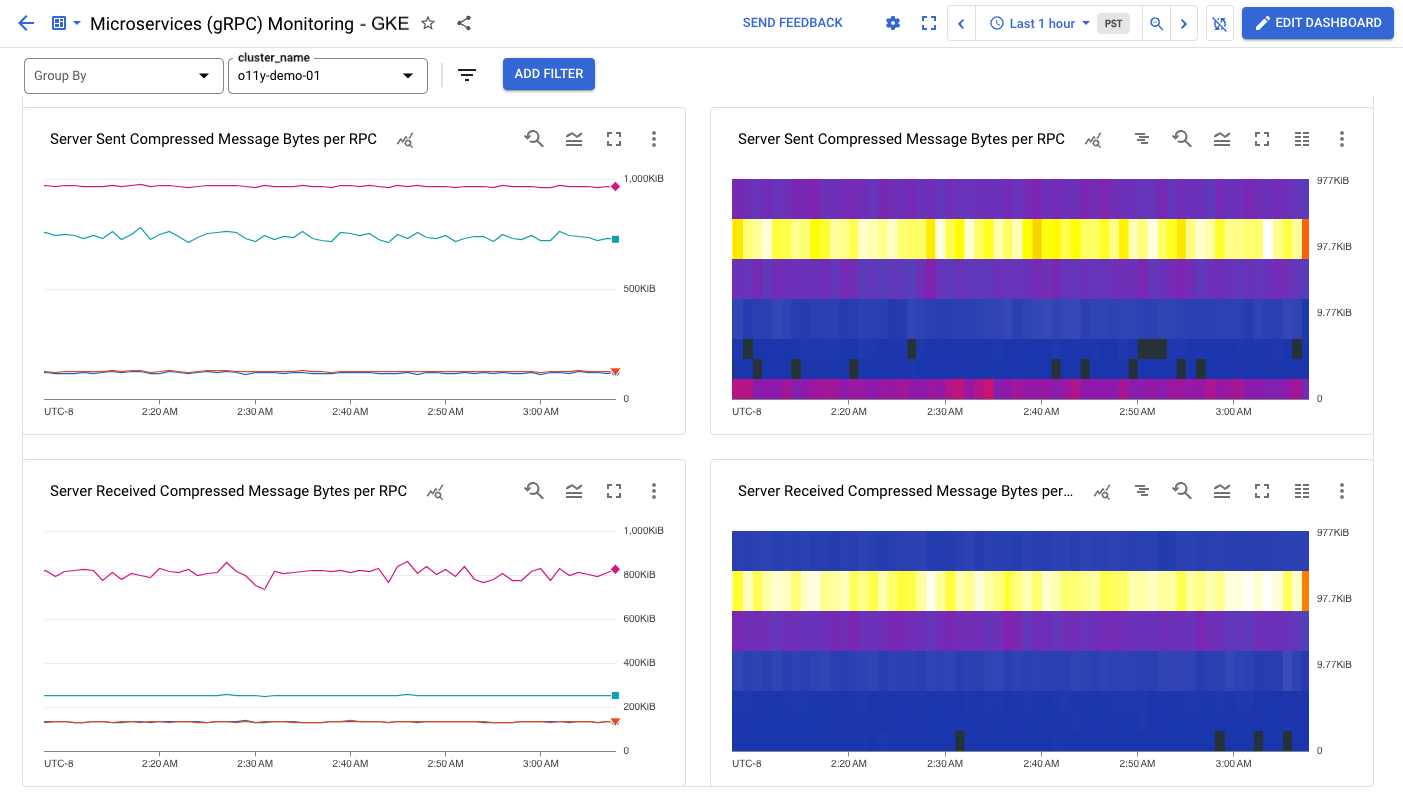 Microservices (gRPC) Monitoring - GKE
SEND FEEDBACK
Last 1 hour
PST
EDIT DASHBOARD
Group By
cluster_name
o11y-demo-01
ADD FILTER
Server Sent Compressed Message Bytes per RPC
1,000KiB
500KiB
0
UTC-8 2:20 AM 2:30 AM 2:40 AM 2:50 AM 3:00 AM
Server Sent Compressed Message Bytes per RPC
977KiB
97.7KiB
9.77KiB
0
UTC-8 2:20 AM 2:30 AM 2:40 AM 2:50 AM 3:00 AM
Server Received Compressed Message Bytes per RPC
1,000KiB
800KiB
600KiB
400KiB
200KiB
0
UTC-8 2:20 AM 2:30 AM 2:40 AM 2:50 AM 3:00 AM
Server Received Compressed Message Bytes per...
977KiB
97.7KiB
9.77KiB
0
UTC-8 2:20 AM 2:30 AM 2:40 AM 2:50 AM 3:00 AM